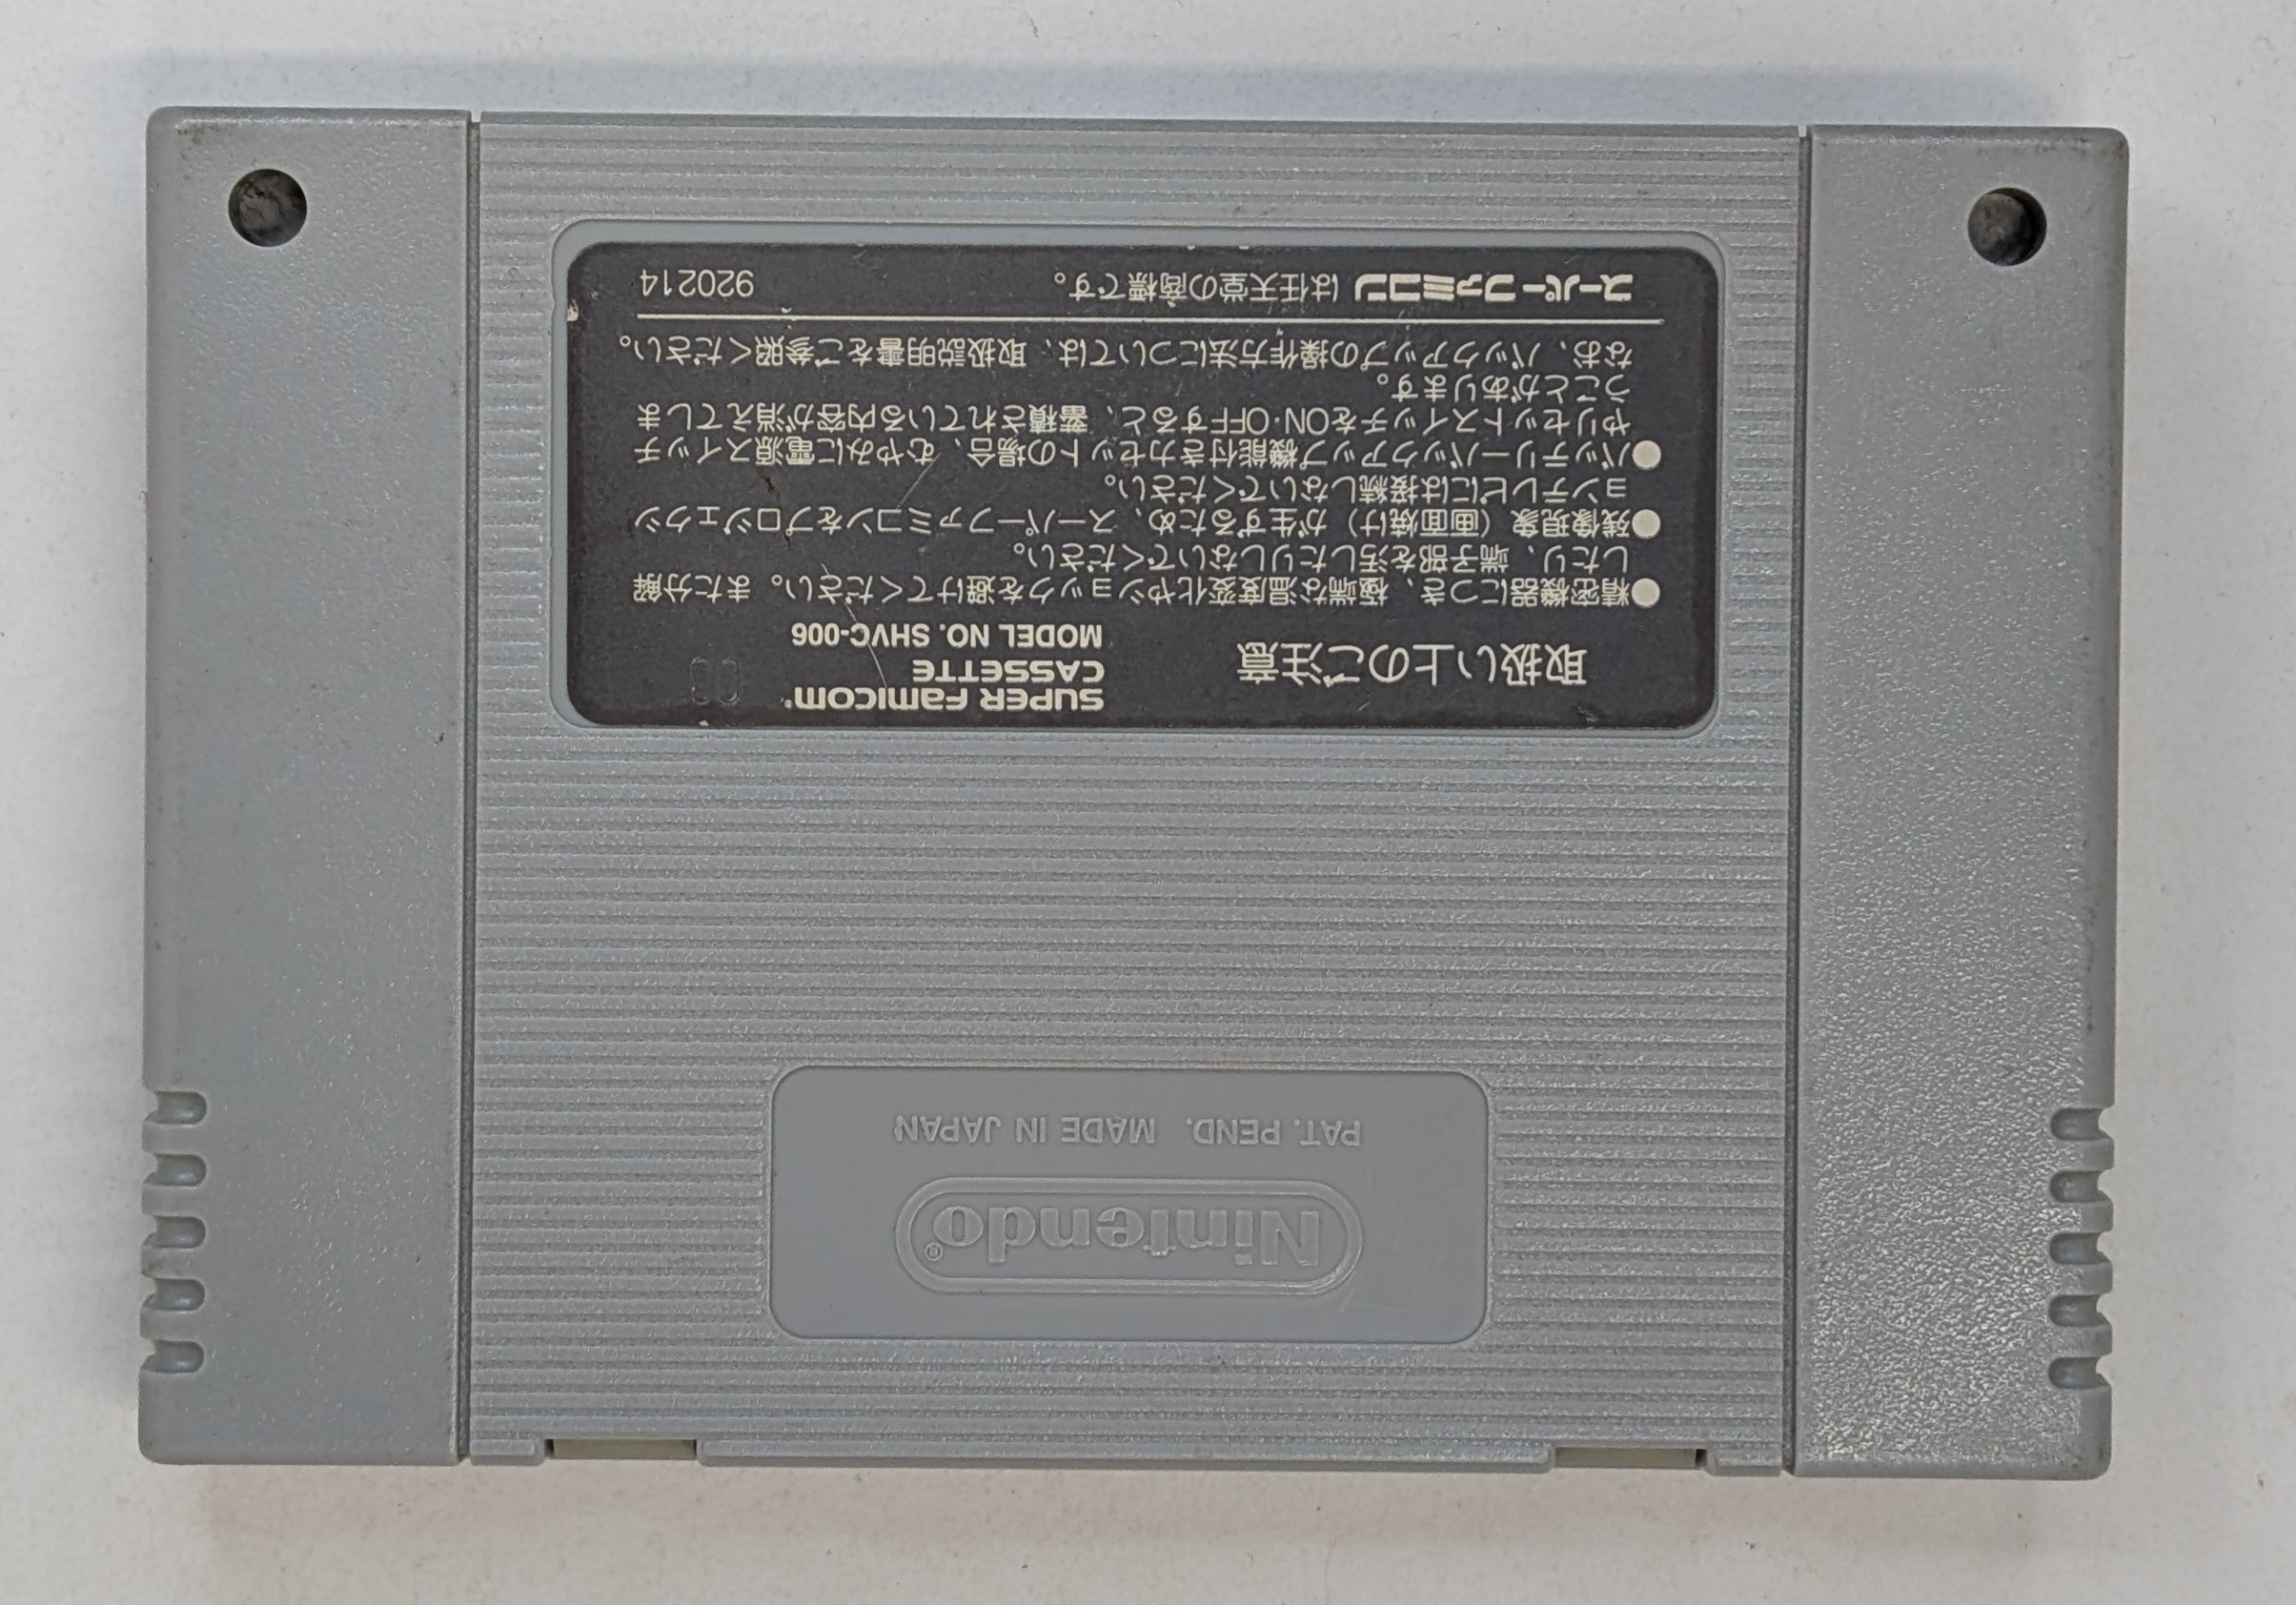 取扱い上のご注意
SUPER FAMICOM®
CASSETTE
MODEL NO. SHVC-006
●精密機器につき、極端な温度変化やショックを避けてください。また分解
したり、端子部を汚したりしないでください。
●残像現象（画面焼け）が生ずるため、スーパーファミコンをプロジェクシ
ョンテレビには接続しないでください。
●バッテリーバックアップ機能付きカセットの場合、むやみに電源スイッチ
やリセットスイッチをON·OFFすると、蓄積されている内容が消えてしま
うことがあります。
なお、バックアップの操作方法については、取扱説明書をご参照ください。
スーパーファミコンは任天堂の商標です。 920214
Nintendo®
PAT. PEND. MADE IN JAPAN